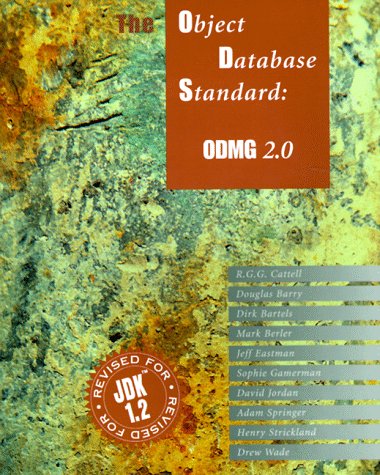 The Object
Database
Standard:
ODMG 2.0
R.G.G. Cattell
Douglas Barry
Dirk Bartels
Mark Berler
Jeff Eastman
Sophie Gamerman
David Jordan
Adam Springer
Henry Strickland
Drew Wade
REVISED FOR
JDK™
1.2
REVISED FOR